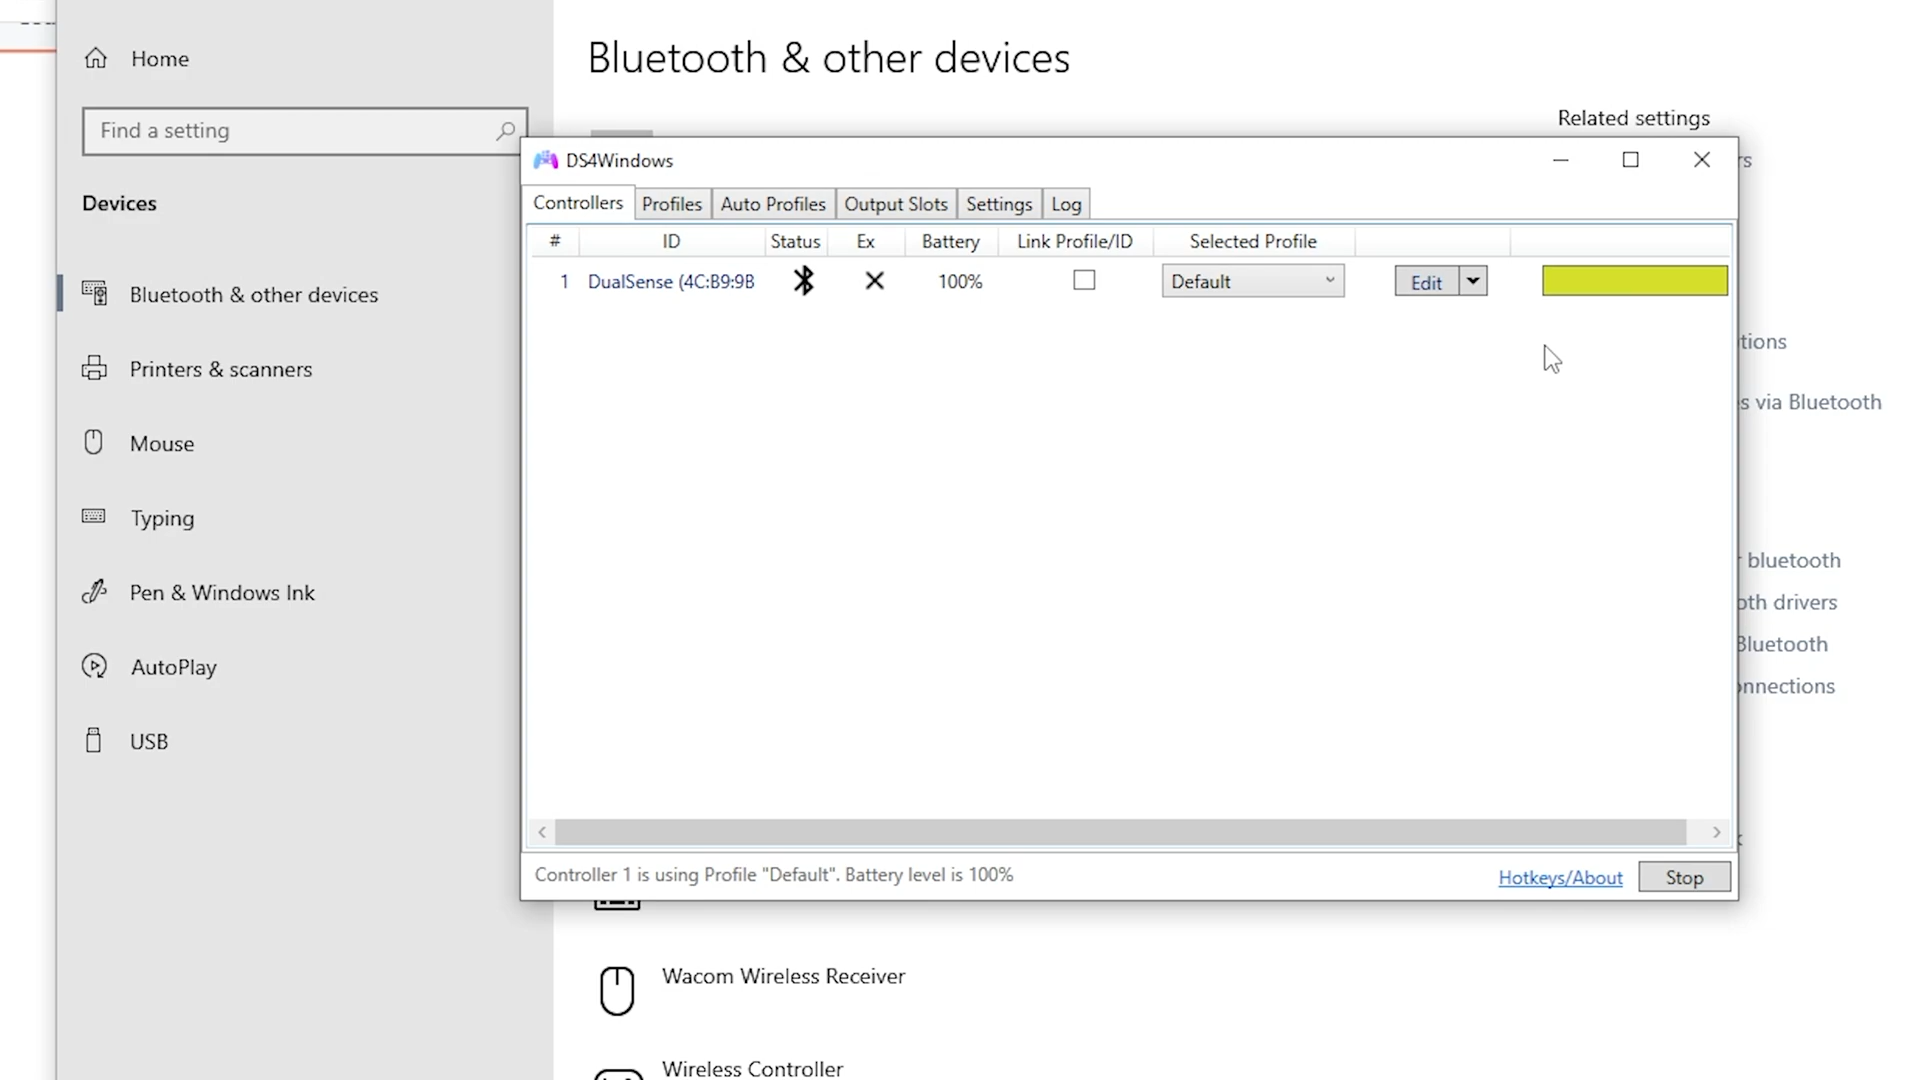 Home
Find a setting
Devices
Bluetooth & other devices
Printers & scanners
Mouse
Typing
Pen & Windows Ink
AutoPlay
USB
Bluetooth & other devices
Related settings
DS4Windows
Controllers Profiles Auto Profiles Output Slots Settings Log
# ID Status Ex Battery Link Profile/ID Selected Profile
1 DualSense (4C:B9:9B 100% Default Edit
Controller 1 is using Profile "Default". Battery level is 100%
Hotkeys/About Stop
via Bluetooth
bluetooth
drivers
Bluetooth
Wacom Wireless Receiver
Wireless Controller